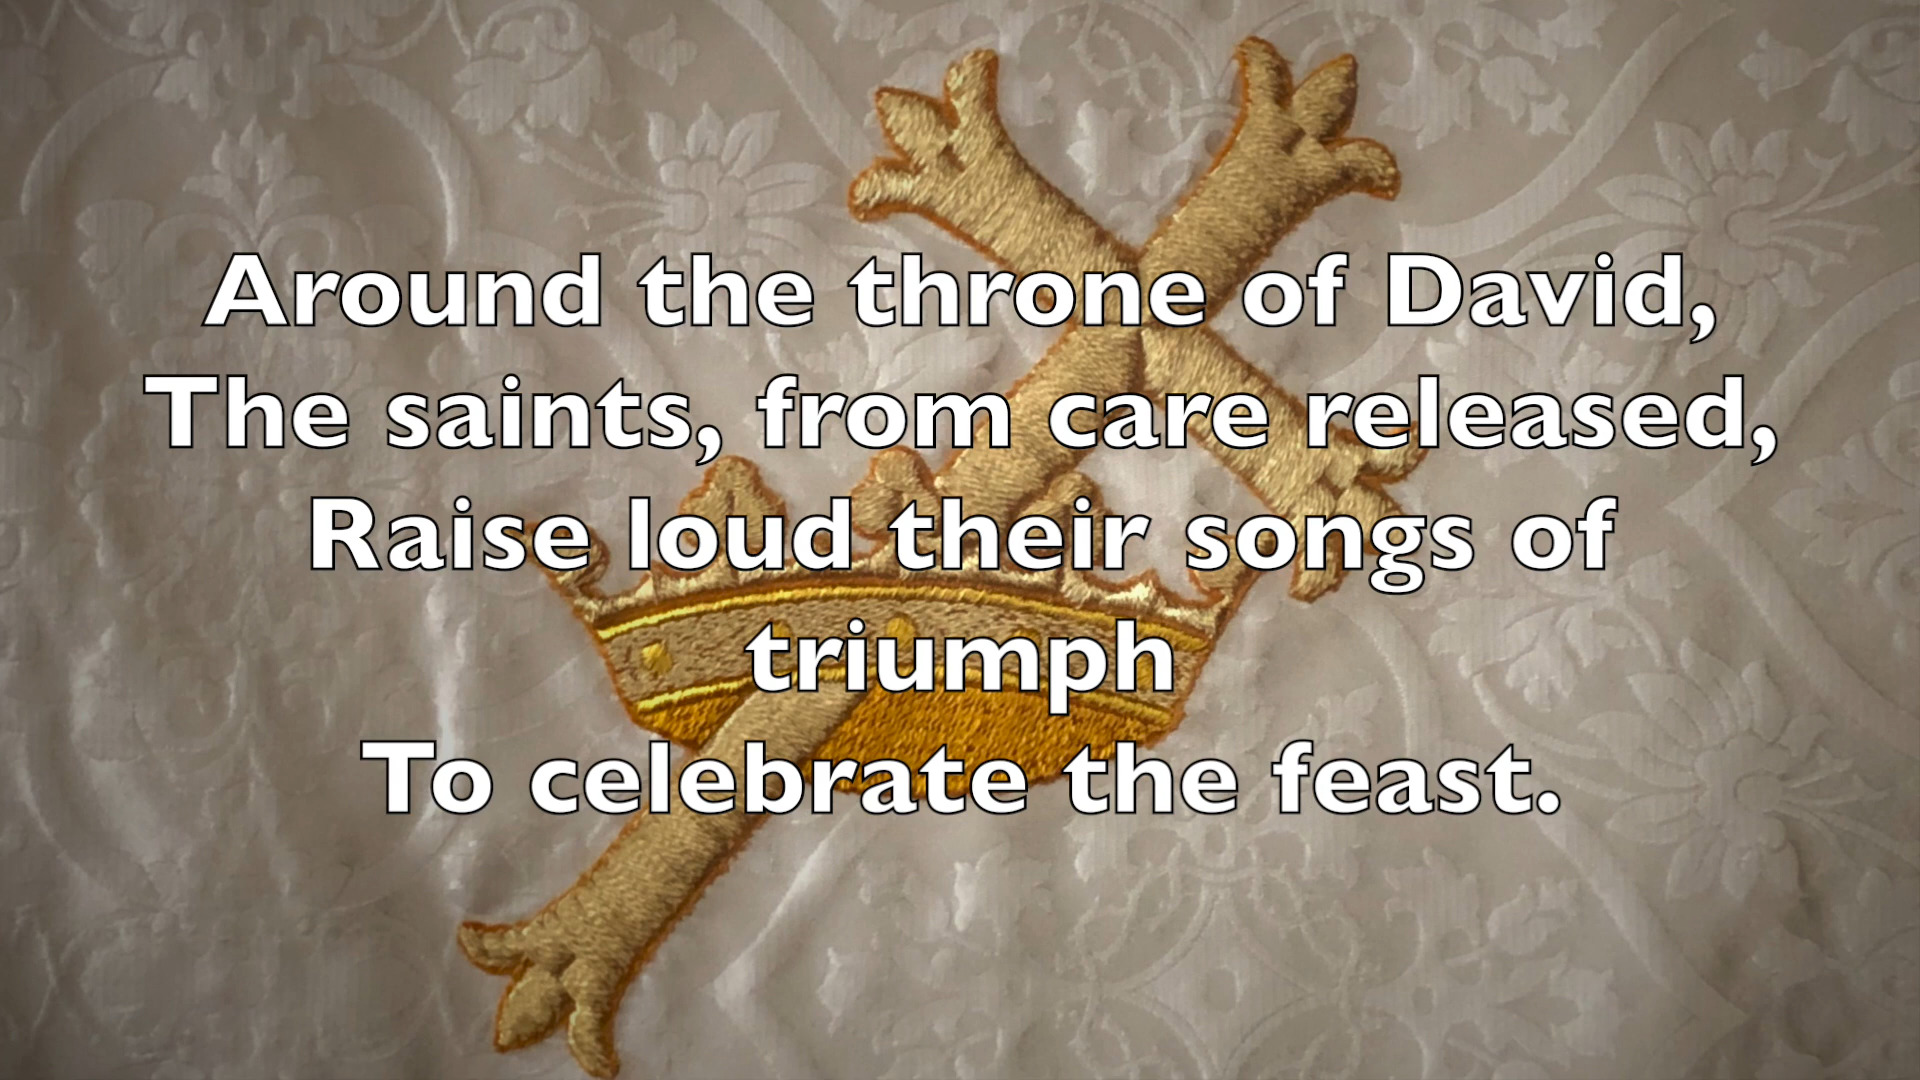 Around the throne of David,
The saints, from care released,
Raise loud their songs of
triumph
To celebrate the feast.